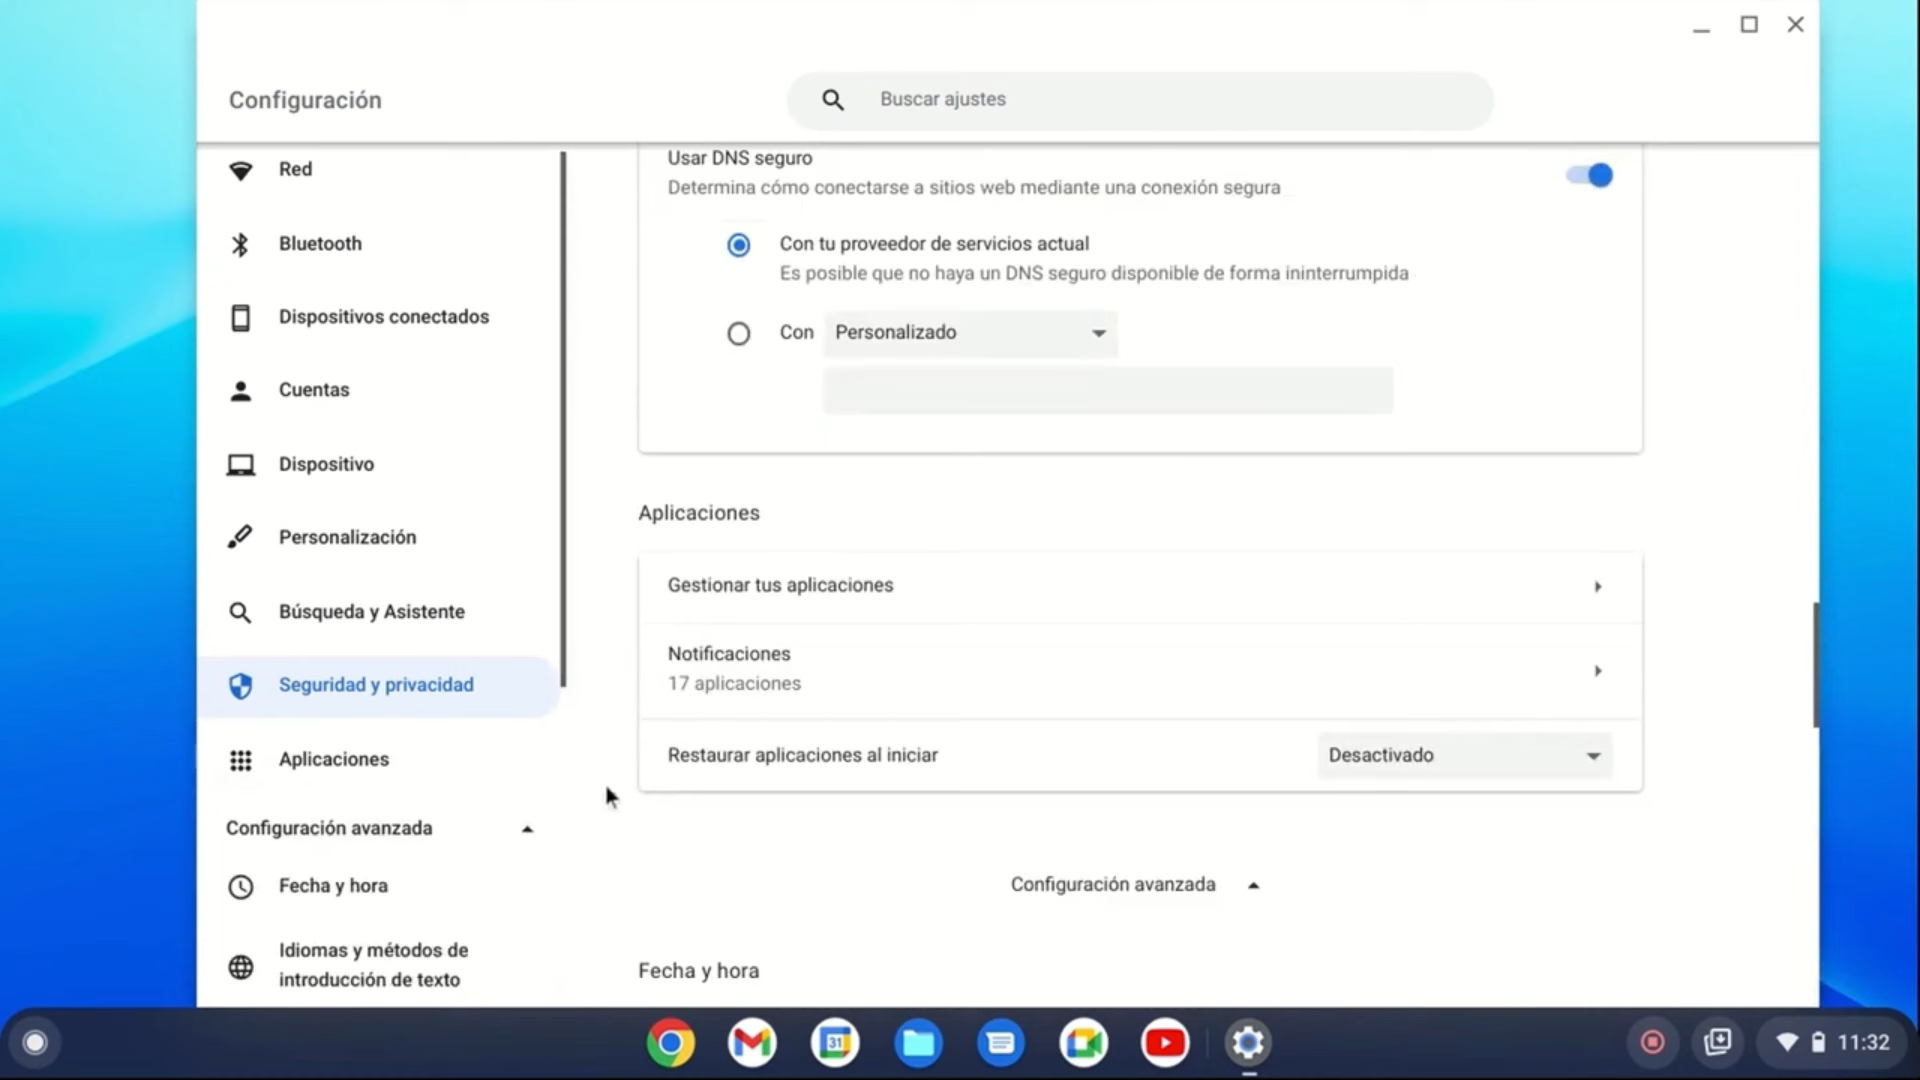 Configuración
Buscar ajustes
Red
Bluetooth
Dispositivos conectados
Cuentas
Dispositivo
Personalización
Búsqueda y Asistente
Seguridad y privacidad
Aplicaciones
Configuración avanzada
Fecha y hora
Idiomas y métodos de
introducción de texto
Usar DNS seguro
Determina cómo conectarse a sitios web mediante una conexión segura
Con tu proveedor de servicios actual
Es posible que no haya un DNS seguro disponible de forma ininterrumpida
Con Personalizado
Aplicaciones
Gestionar tus aplicaciones
Notificaciones
17 aplicaciones
Restaurar aplicaciones al iniciar Desactivado
Configuración avanzada
Fecha y hora
31
11:32